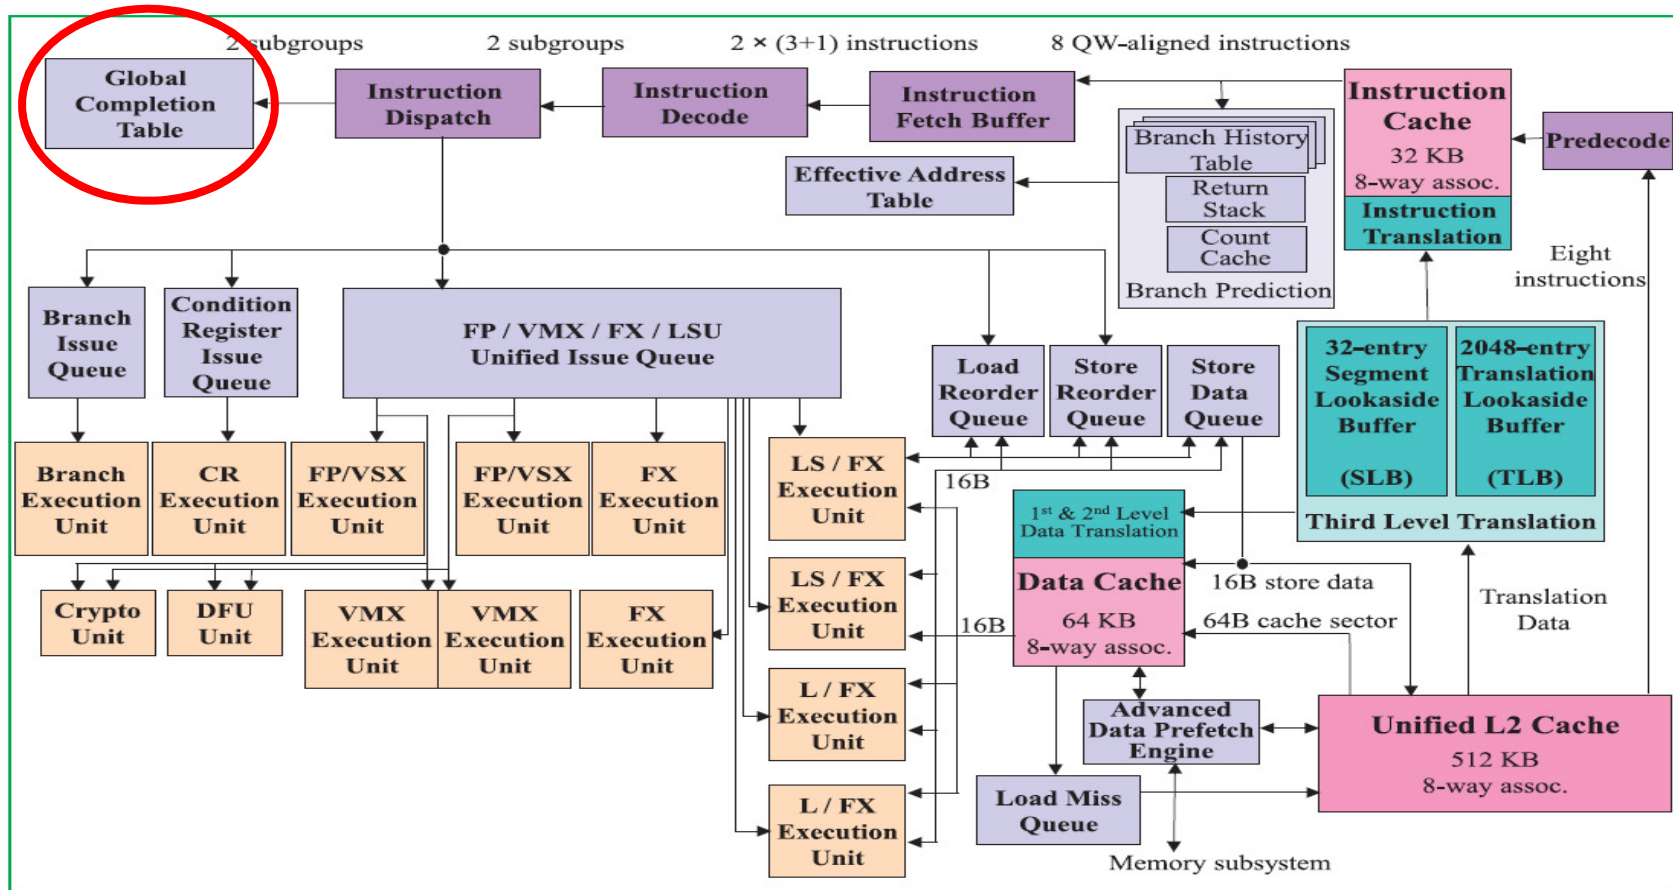 2 subgroups
2 subgroups
2 × (3+1) instructions
8 QW-aligned instructions
Global
Completion
Table
Instruction
Dispatch
Instruction
Decode
Instruction
Fetch Buffer
Instruction
Cache
32 KB
8-way assoc.
Instruction
Translation
Predecode
Branch History
Table
Return
Stack
Count
Cache
Branch Prediction
Effective Address
Table
Eight
instructions
Branch
Issue
Queue
Condition
Register
Issue
Queue
FP / VMX / FX / LSU
Unified Issue Queue
Load
Reorder
Queue
Store
Reorder
Queue
Store
Data
Queue
32-entry
Segment
Lookaside
Buffer
(SLB)
2048-entry
Translation
Lookaside
Buffer
(TLB)
Third Level Translation
Branch
Execution
Unit
CR
Execution
Unit
FP/VSX
Execution
Unit
FP/VSX
Execution
Unit
FX
Execution
Unit
LS / FX
Execution
Unit
16B
1st & 2nd Level
Data Translation
Data Cache
64 KB
8-way assoc.
16B store data
64B cache sector
Translation
Data
Crypto
Unit
DFU
Unit
VMX
Execution
Unit
VMX
Execution
Unit
FX
Execution
Unit
LS / FX
Execution
Unit
16B
L / FX
Execution
Unit
Advanced
Data Prefetch
Engine
Unified L2 Cache
512 KB
8-way assoc.
L / FX
Execution
Unit
Load Miss
Queue
Memory subsystem